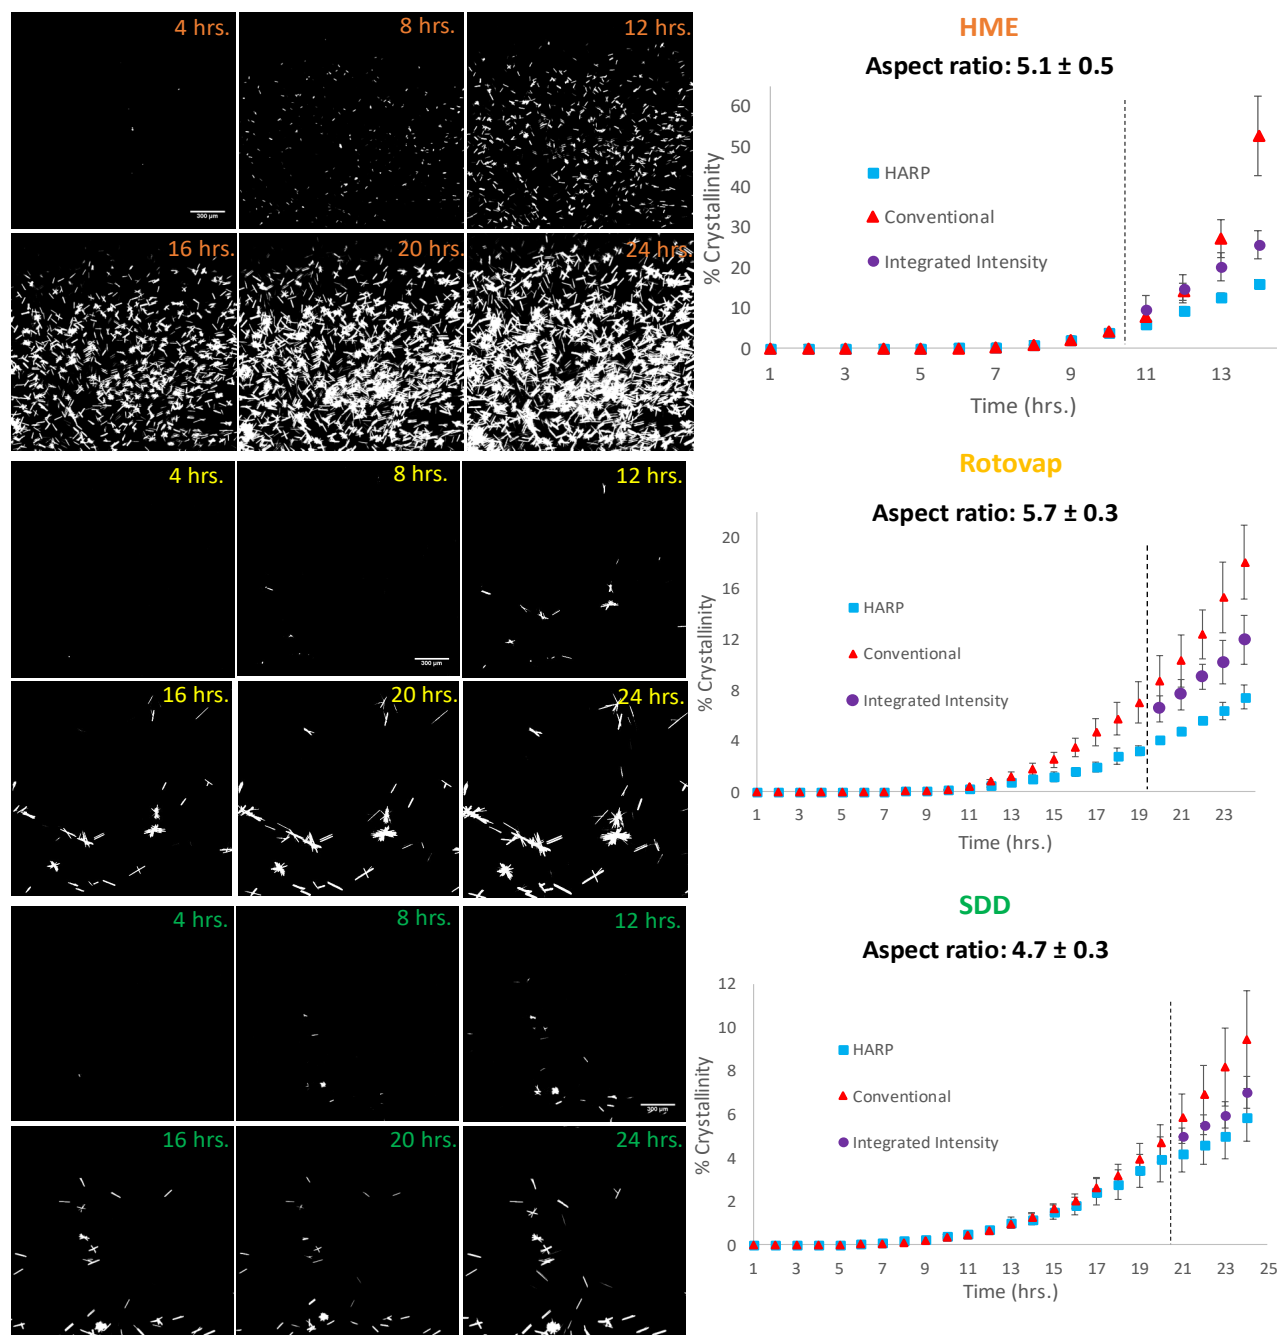 4 hrs.
8 hrs.
12 hrs.
300 µm
16 hrs.
20 hrs.
24 hrs.
HME
Aspect ratio: 5.1 ± 0.5
% Crystallinity
60
50
40
30
20
10
0
HARP
Conventional
Integrated Intensity
1 3 5 7 9 11 13
Time (hrs.)
4 hrs.
8 hrs.
12 hrs.
300 µm
16 hrs.
20 hrs.
24 hrs.
Rotovap
Aspect ratio: 5.7 ± 0.3
% Crystallinity
20
16
12
8
4
0
HARP
Conventional
Integrated Intensity
1 3 5 7 9 11 13 15 17 19 21 23
Time (hrs.)
4 hrs.
8 hrs.
12 hrs.
300 µm
16 hrs.
20 hrs.
24 hrs.
SDD
Aspect ratio: 4.7 ± 0.3
% Crystallinity
12
10
8
6
4
2
0
HARP
Conventional
Integrated Intensity
1 3 5 7 9 11 13 15 17 19 21 23 25
Time (hrs.)